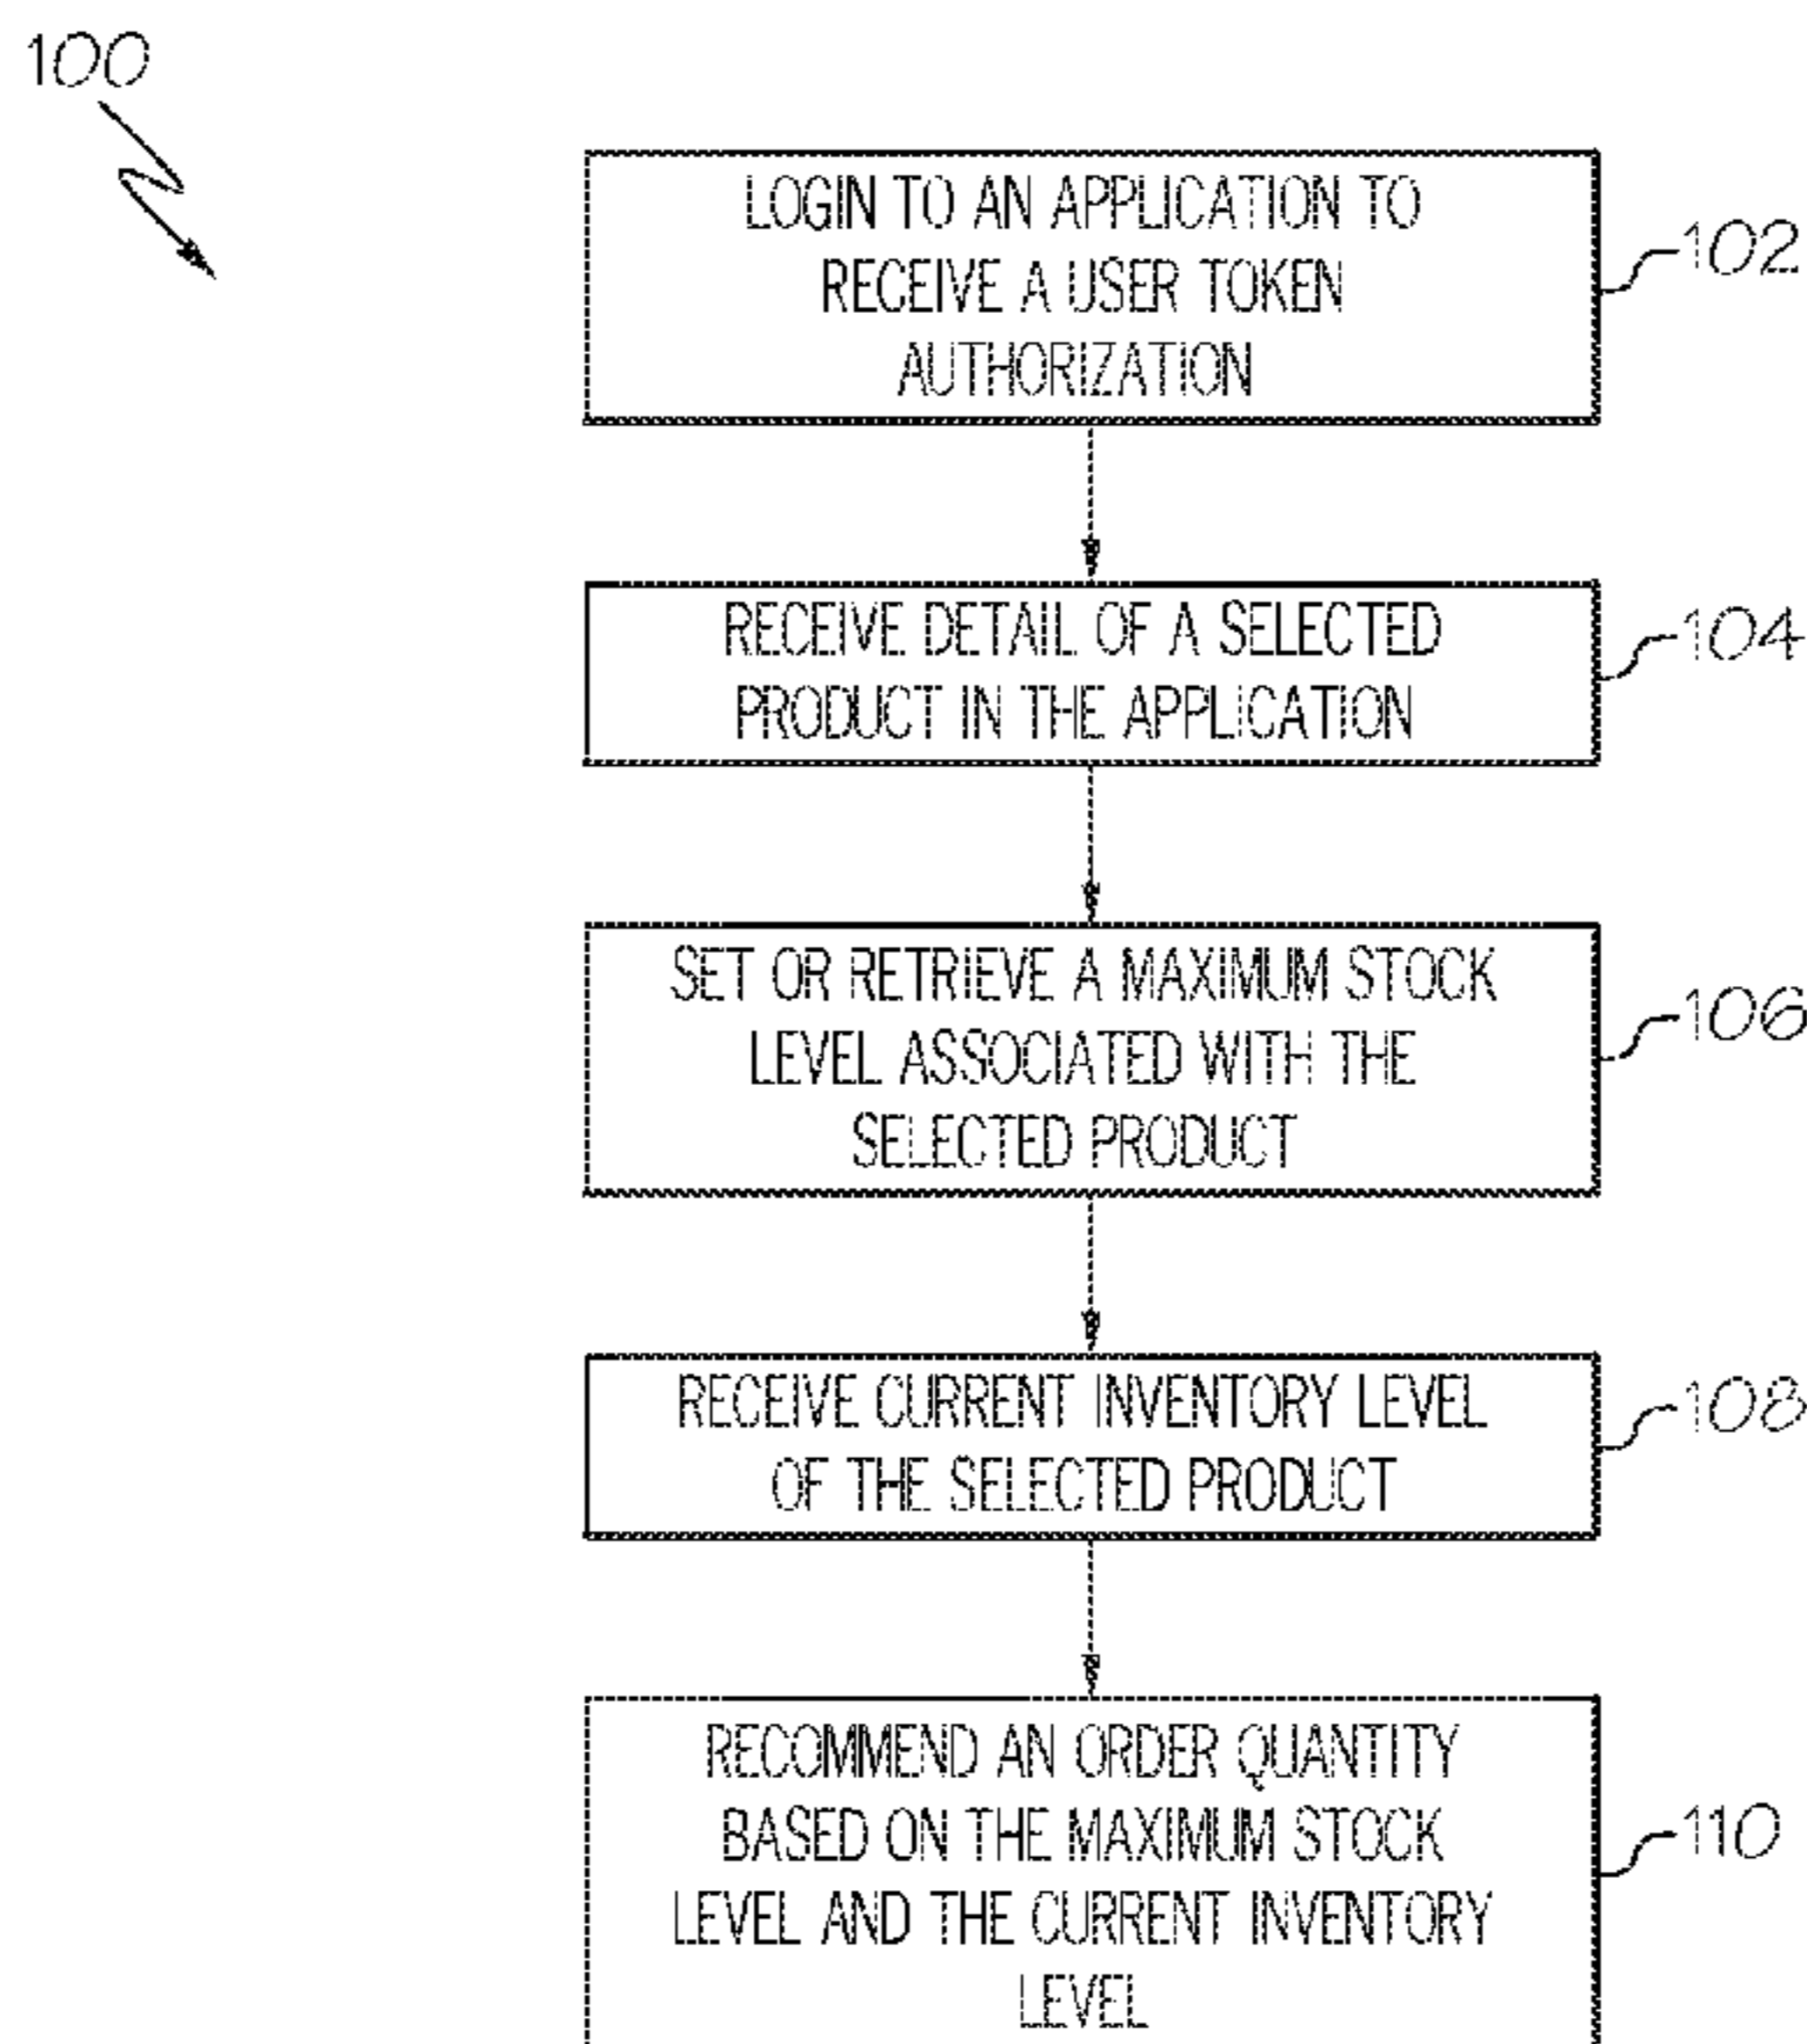 100
LOGIN TO AN APPLICATION TO
RECEIVE A USER TOKEN
AUTHORIZATION
102
RECEIVE DETAIL OF A SELECTED
PRODUCT IN THE APPLICATION
104
SET OR RETRIEVE A MAXIMUM STOCK
LEVEL ASSOCIATED WITH THE
SELECTED PRODUCT
106
RECEIVE CURRENT INVENTORY LEVEL
OF THE SELECTED PRODUCT
108
RECOMMEND AN ORDER QUANTITY
BASED ON THE MAXIMUM STOCK
LEVEL AND THE CURRENT INVENTORY
LEVEL
110